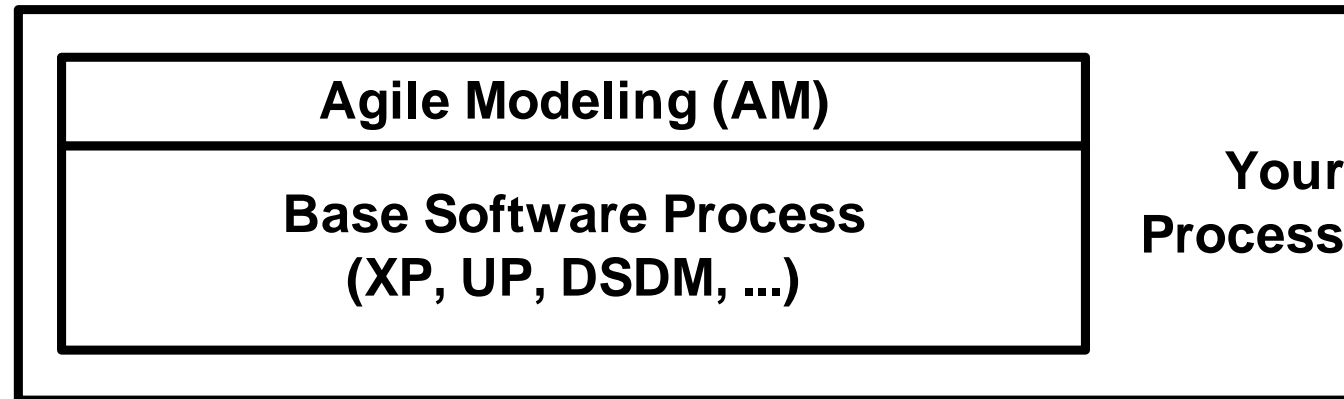 Agile Modeling (AM)
Base Software Process
(XP, UP, DSDM, ...)
Your
Process